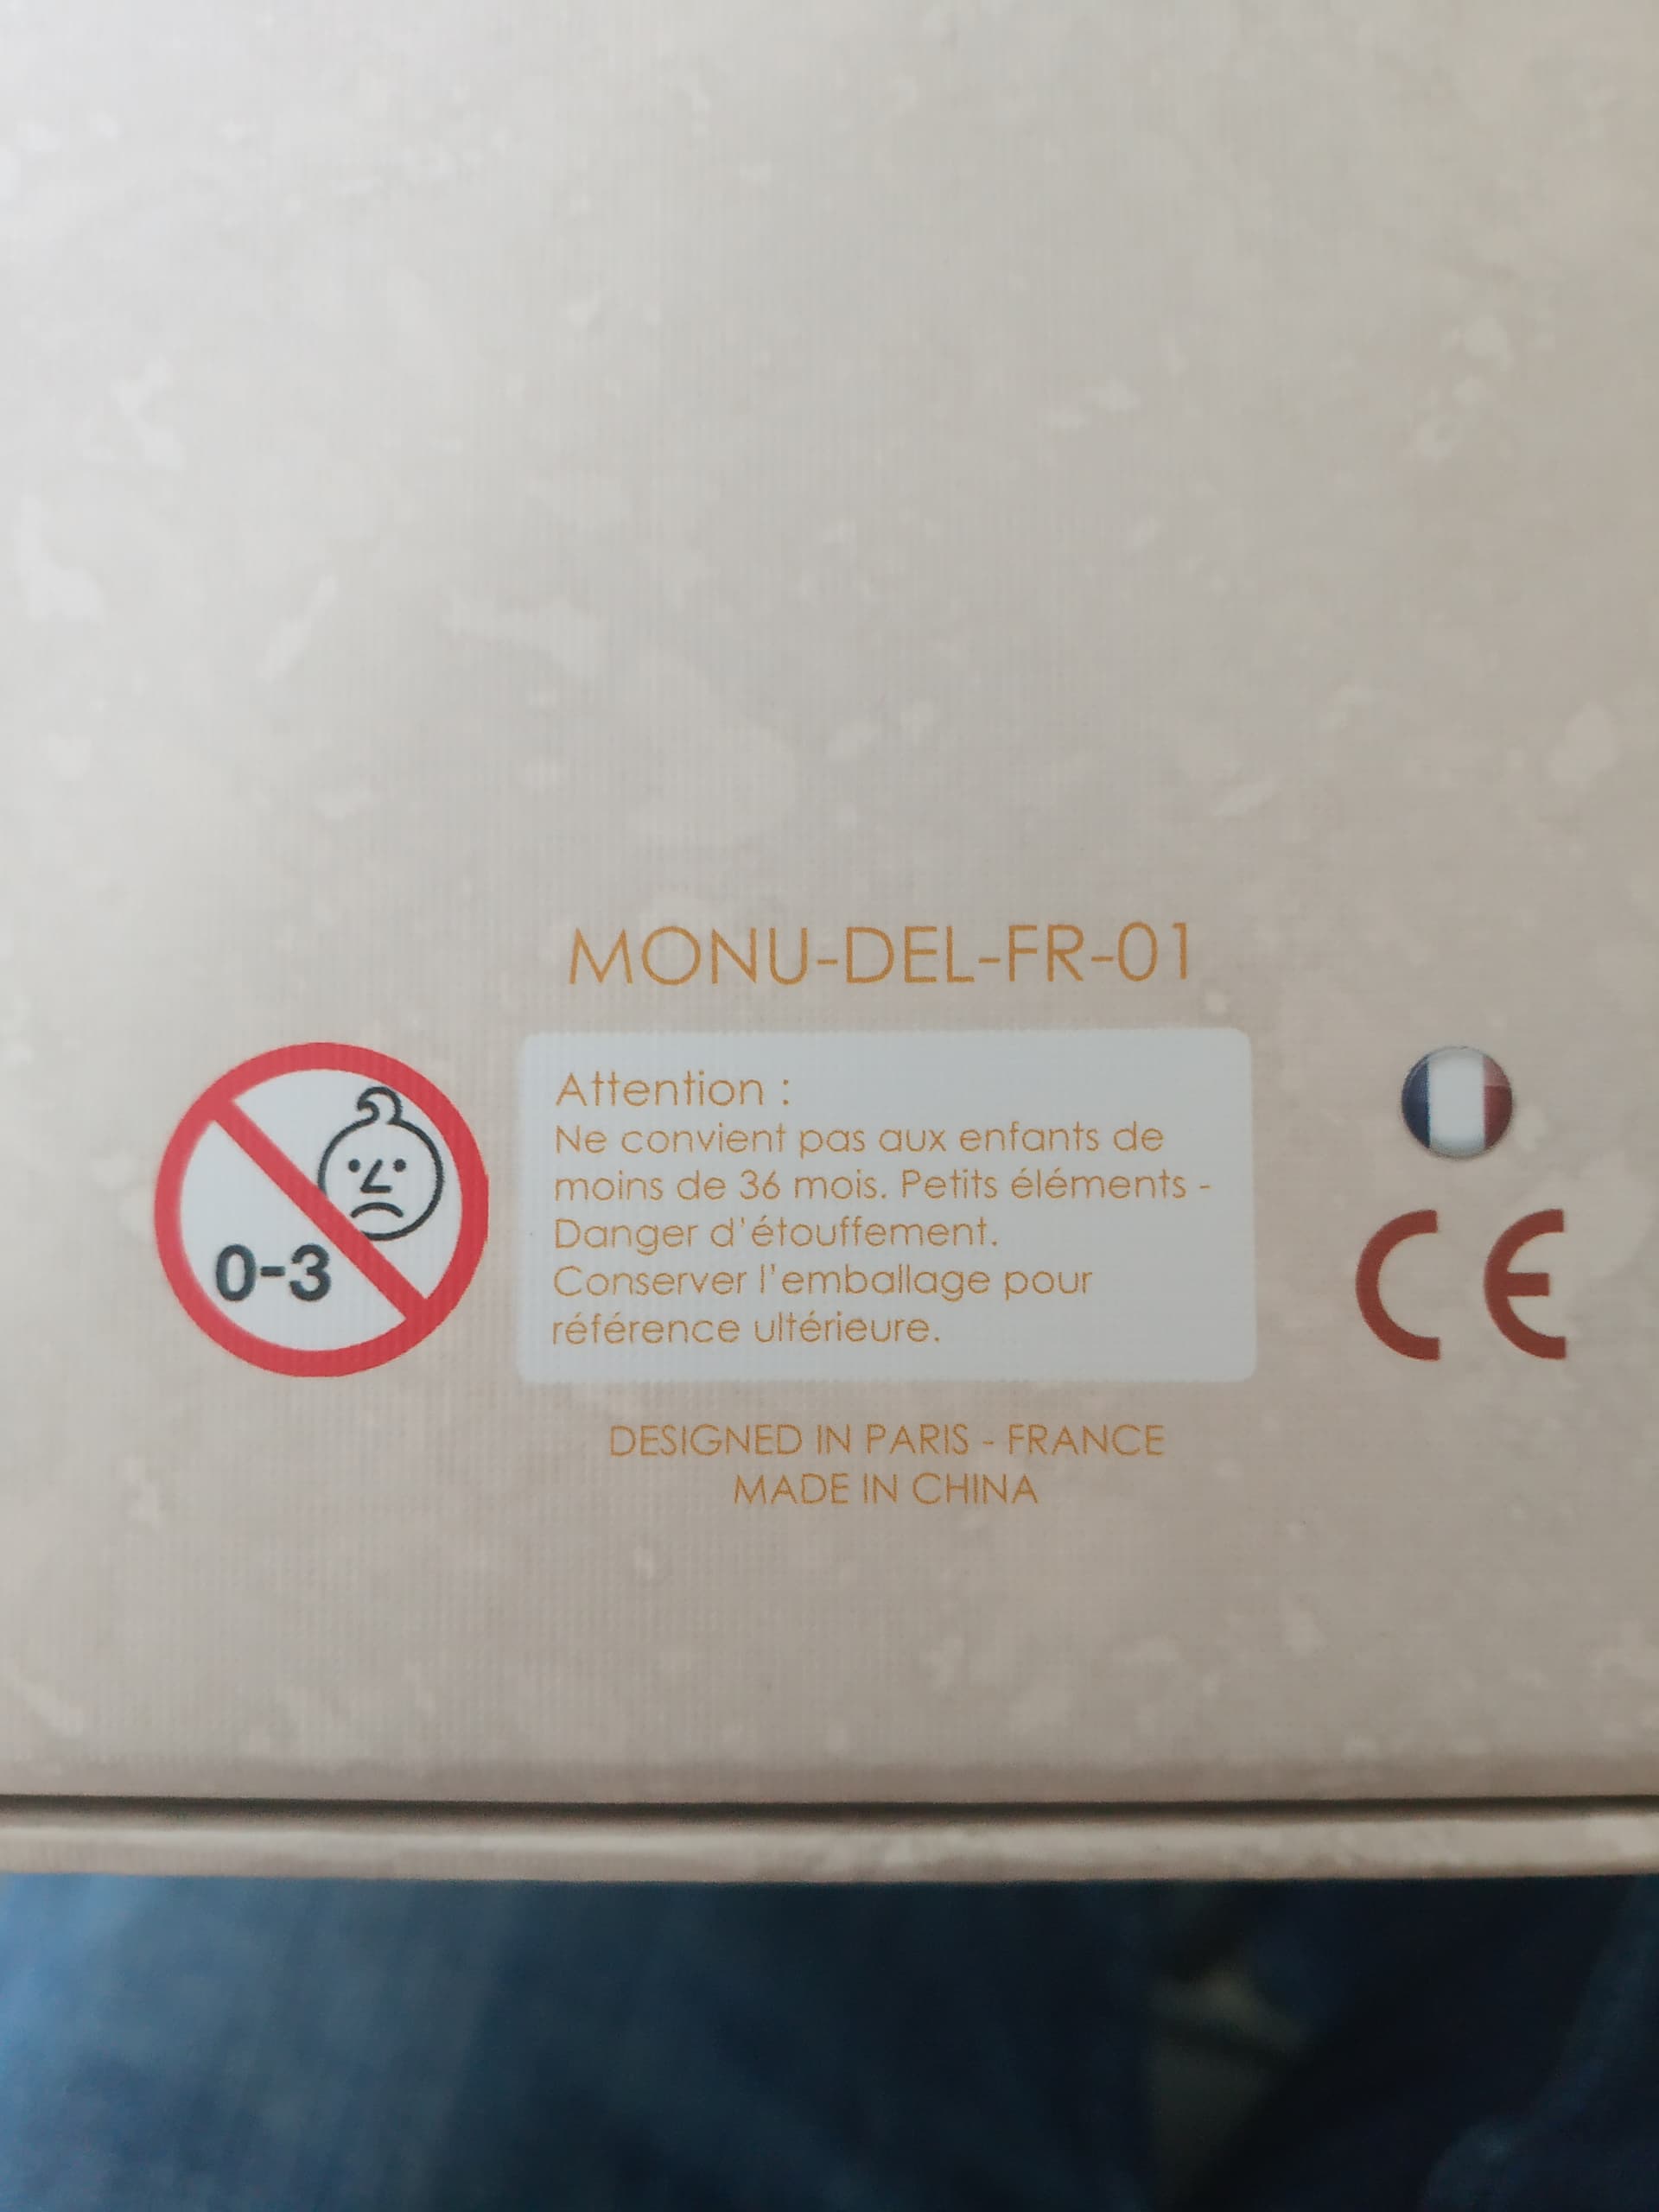 MONU-DEL-FR-01
Attention :
Ne convient pas aux enfants de
moins de 36 mois. Petits éléments -
Danger d'étouffement.
Conserver l'emballage pour
référence ultérieure.
0-3
CE
DESIGNED IN PARIS - FRANCE
MADE IN CHINA